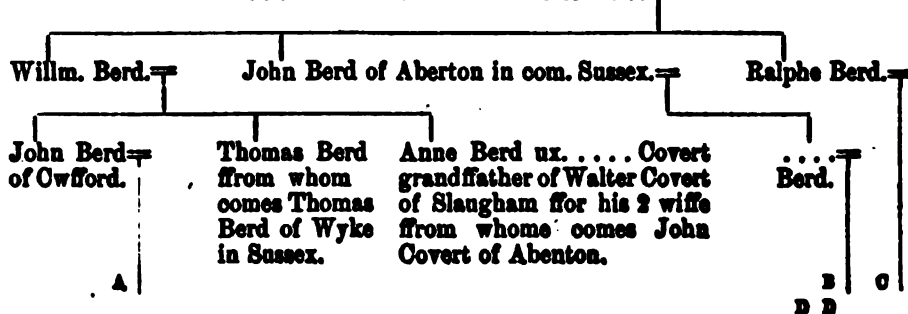 Willm. Berd.= John Berd of Aberton in com. Sussex.= Ralphe Berd.=
John Berd= Thomas Berd Anne Berd ux..... Covert ....=
of Cwfford. ffrom whom grandffather of Walter Covert Berd.
comes Thomas of Slaugham ffor his 2 wiffe
Berd of Wyke ffrom whome comes John
in Sussex. Covert of Abenton.
A B C
D D